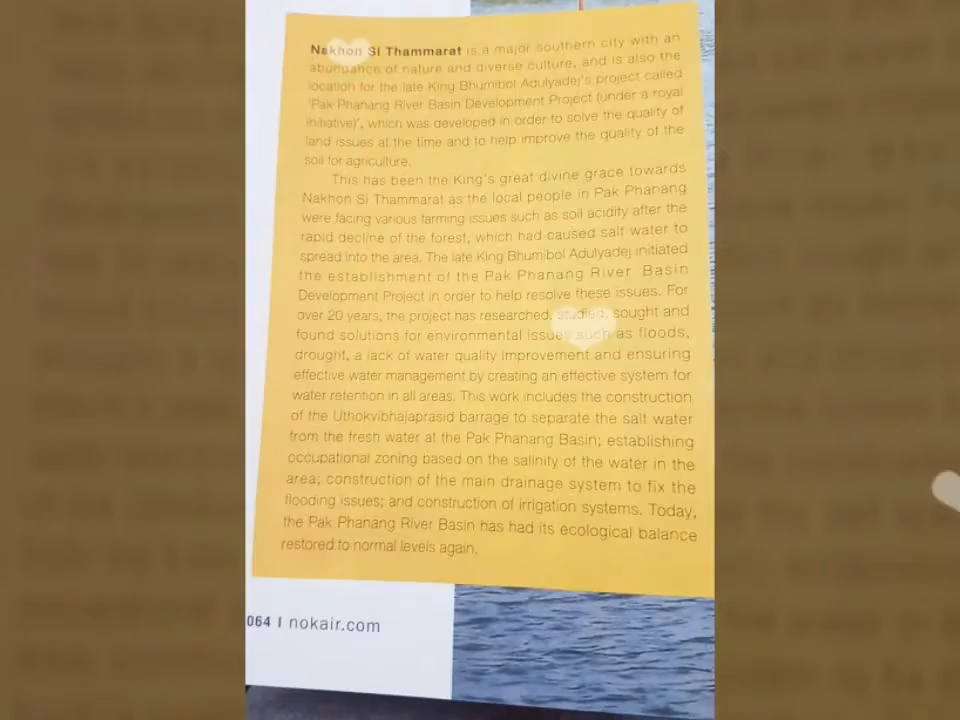 Nakhon Si Thammarat is a major southern city with an
abundance of nature and diverse culture, and is also the
location for the late King Bhumibol Adulyadej's project called
'Pak Phanang River Basin Development Project (under a royal
initiative)', which was developed in order to solve the quality of
land issues at the time and to help improve the quality of the
soil for agriculture.
This has been the King's great divine grace towards
Nakhon Si Thammarat as the local people in Pak Phanang
were facing various farming issues such as soil acidity after the
rapid decline of the forest, which had caused salt water to
spread into the area. The late King Bhumibol Adulyadej initiated
the establishment of the Pak Phanang River Basin
Development Project in order to help resolve these issues. For
over 20 years, the project has researched, studied, sought and
found solutions for environmental issues such as floods,
drought, a lack of water quality improvement and ensuring
effective water management by creating an effective system for
water retention in all areas. This work includes the construction
of the Uthokvibhajaprasid barrage to separate the salt water
from the fresh water at the Pak Phanang Basin; establishing
occupational zoning based on the salinity of the water in the
area; construction of the main drainage system to fix the
flooding issues; and construction of irrigation systems. Today,
the Pak Phanang River Basin has had its ecological balance
restored to normal levels again.
064 | nokair.com